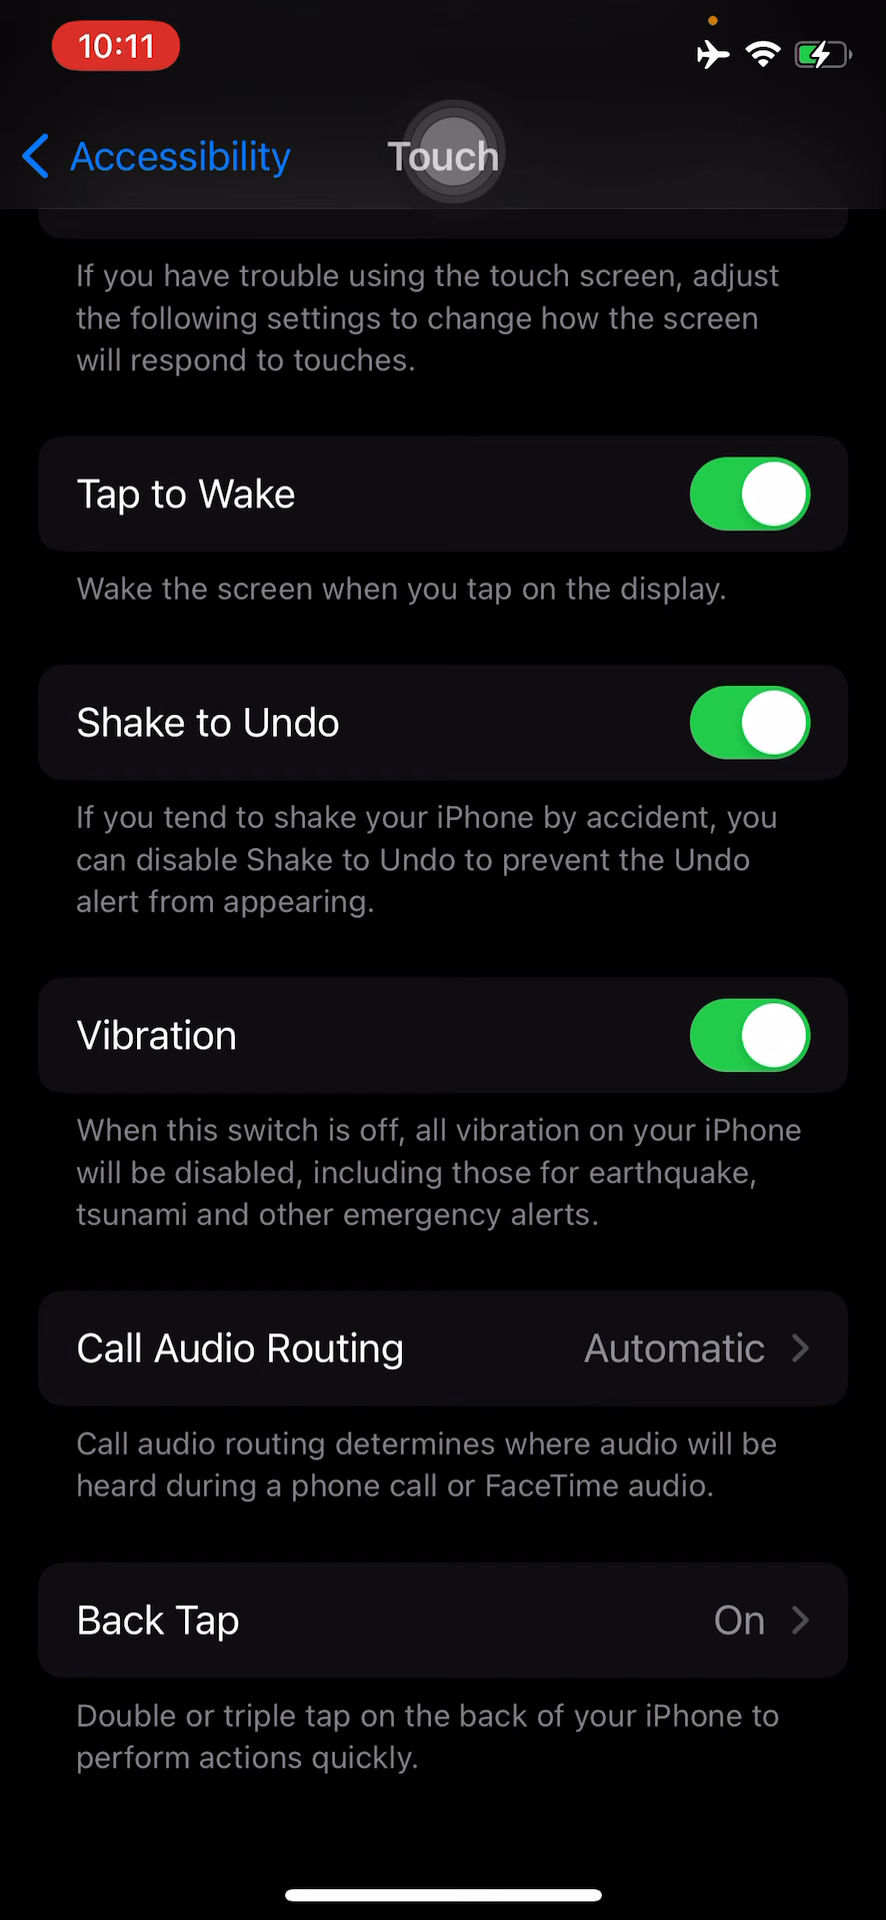 10:11
Accessibility
Touch
If you have trouble using the touch screen, adjust
the following settings to change how the screen
will respond to touches.
Tap to Wake
Wake the screen when you tap on the display.
Shake to Undo
If you tend to shake your iPhone by accident, you
can disable Shake to Undo to prevent the Undo
alert from appearing.
Vibration
When this switch is off, all vibration on your iPhone
will be disabled, including those for earthquake,
tsunami and other emergency alerts.
Call Audio Routing Automatic
Call audio routing determines where audio will be
heard during a phone call or FaceTime audio.
Back Tap On
Double or triple tap on the back of your iPhone to
perform actions quickly.